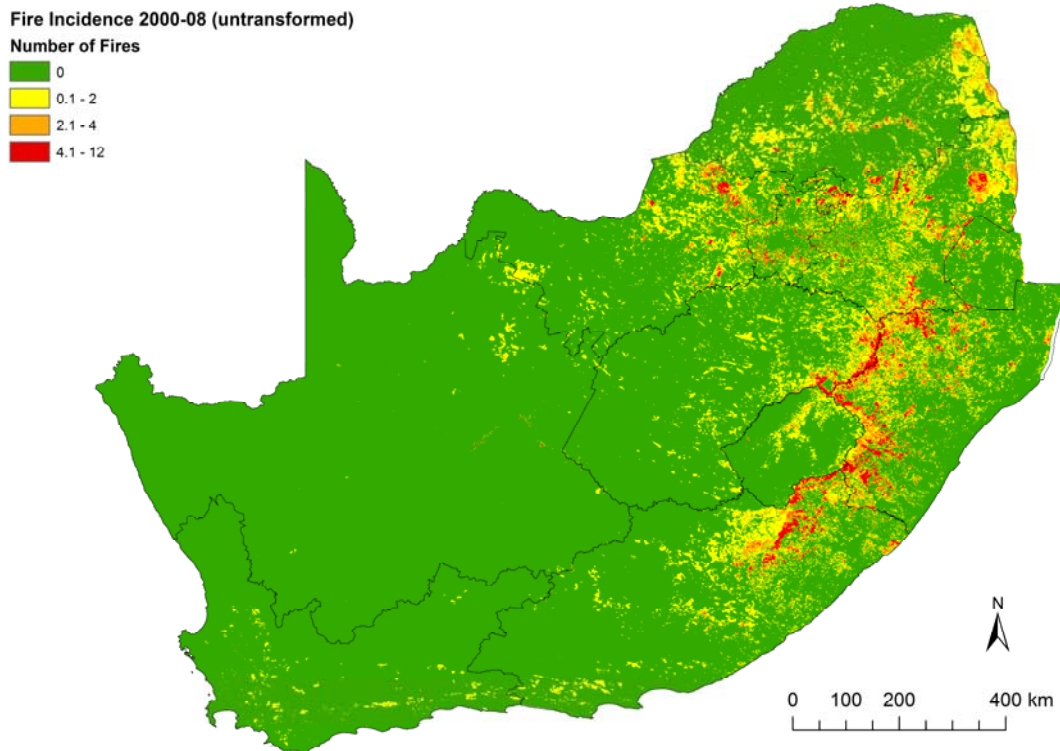 Fire Incidence 2000-08 (untransformed)
Number of Fires
0
0.1 - 2
2.1 - 4
4.1 - 12
N
0 100 200 400 km